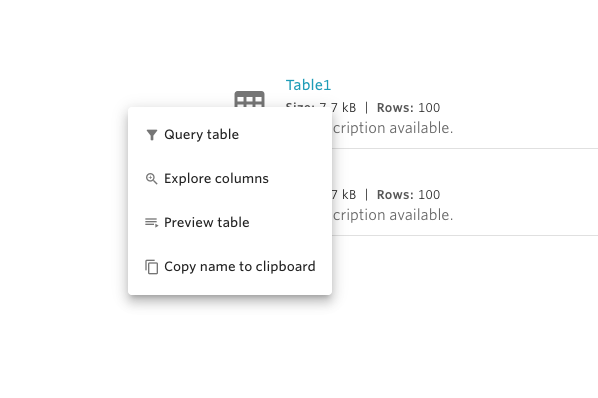 Table1
Size: 7.7 kB | Rows: 100
cription available.
Query table
Explore columns
7 kB | Rows: 100
cription available.
Preview table
Copy name to clipboard